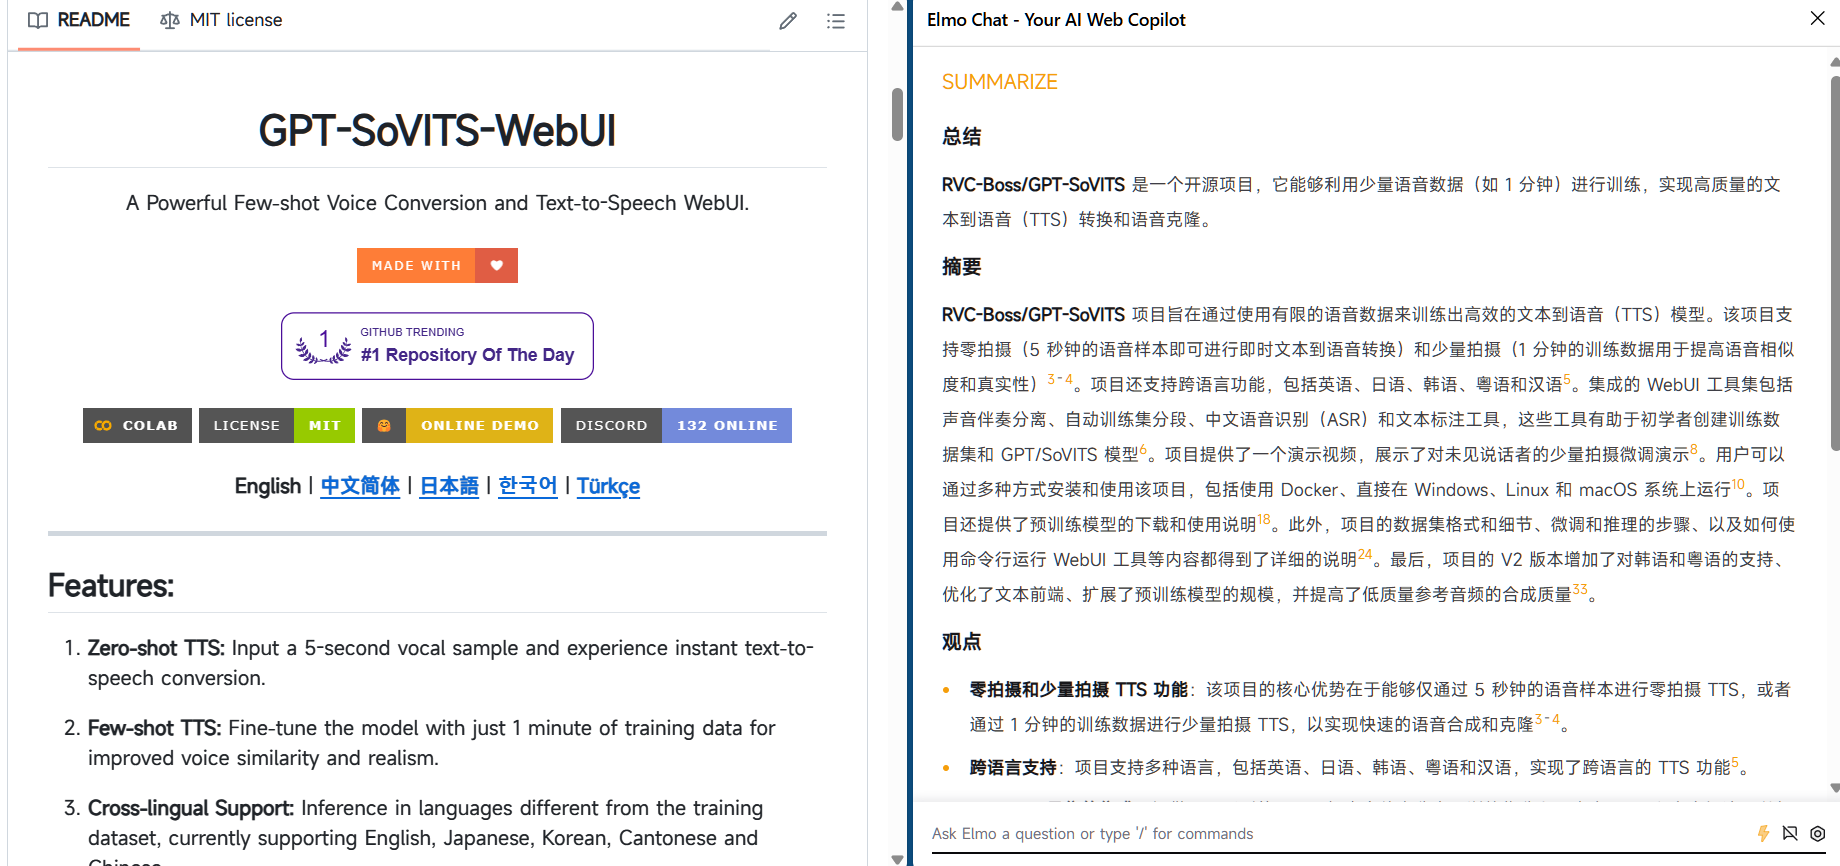 README
MIT license
GPT-SoVITS-WebUI
A Powerful Few-shot Voice Conversion and Text-to-Speech WebUI.
MADE WITH
1
GITHUB TRENDING
#1 Repository Of The Day
COLAB
LICENSE MIT
ONLINE DEMO
DISCORD 132 ONLINE
English | 中文简体 | 日本語 | 한국어 | Türkçe
Features:
1. Zero-shot TTS: Input a 5-second vocal sample and experience instant text-to-
speech conversion.
2. Few-shot TTS: Fine-tune the model with just 1 minute of training data for
improved voice similarity and realism.
3. Cross-lingual Support: Inference in languages different from the training
dataset, currently supporting English, Japanese, Korean, Cantonese and
Elmo Chat - Your AI Web Copilot
SUMMARIZE
总结
RVC-Boss/GPT-SoVITS 是一个开源项目，它能够利用少量语音数据（如 1 分钟）进行训练，实现高质量的文
本到语音（TTS）转换和语音克隆。
摘要
RVC-Boss/GPT-SoVITS 项目旨在通过使用有限的语音数据来训练出高效的文本到语音（TTS）模型。该项目支
持零拍摄（5 秒钟的语音样本即可进行即时文本到语音转换）和少量拍摄（1 分钟的训练数据用于提高语音相似
度和真实性）3-4。项目还支持跨语言功能，包括英语、日语、韩语、粤语和汉语5。集成的 WebUI 工具集包括
声音伴奏分离、自动训练集分段、中文语音识别（ASR）和文本标注工具，这些工具有助于初学者创建训练数
据集和 GPT/SoVITS 模型6。项目提供了一个演示视频，展示了对未见说话者的少量拍摄微调演示8。用户可以
通过多种方式安装和使用该项目，包括使用 Docker、直接在 Windows、Linux 和 macOS 系统上运行10。项
目还提供了预训练模型的下载和使用说明18。此外，项目的数据集格式和细节、微调和推理的步骤、以及如何使
用命令行运行 WebUI 工具等内容都得到了详细的说明24。最后，项目的 V2 版本增加了对韩语和粤语的支持、
优化了文本前端、扩展了预训练模型的规模，并提高了低质量参考音频的合成质量33。
观点
• 零拍摄和少量拍摄 TTS 功能：该项目的核心优势在于能够仅通过 5 秒钟的语音样本进行零拍摄 TTS，或者
通过 1 分钟的训练数据进行少量拍摄 TTS，以实现快速的语音合成和克隆3-4。
• 跨语言支持：项目支持多种语言，包括英语、日语、韩语、粤语和汉语，实现了跨语言的 TTS 功能5。
Ask Elmo a question or type '/' for commands